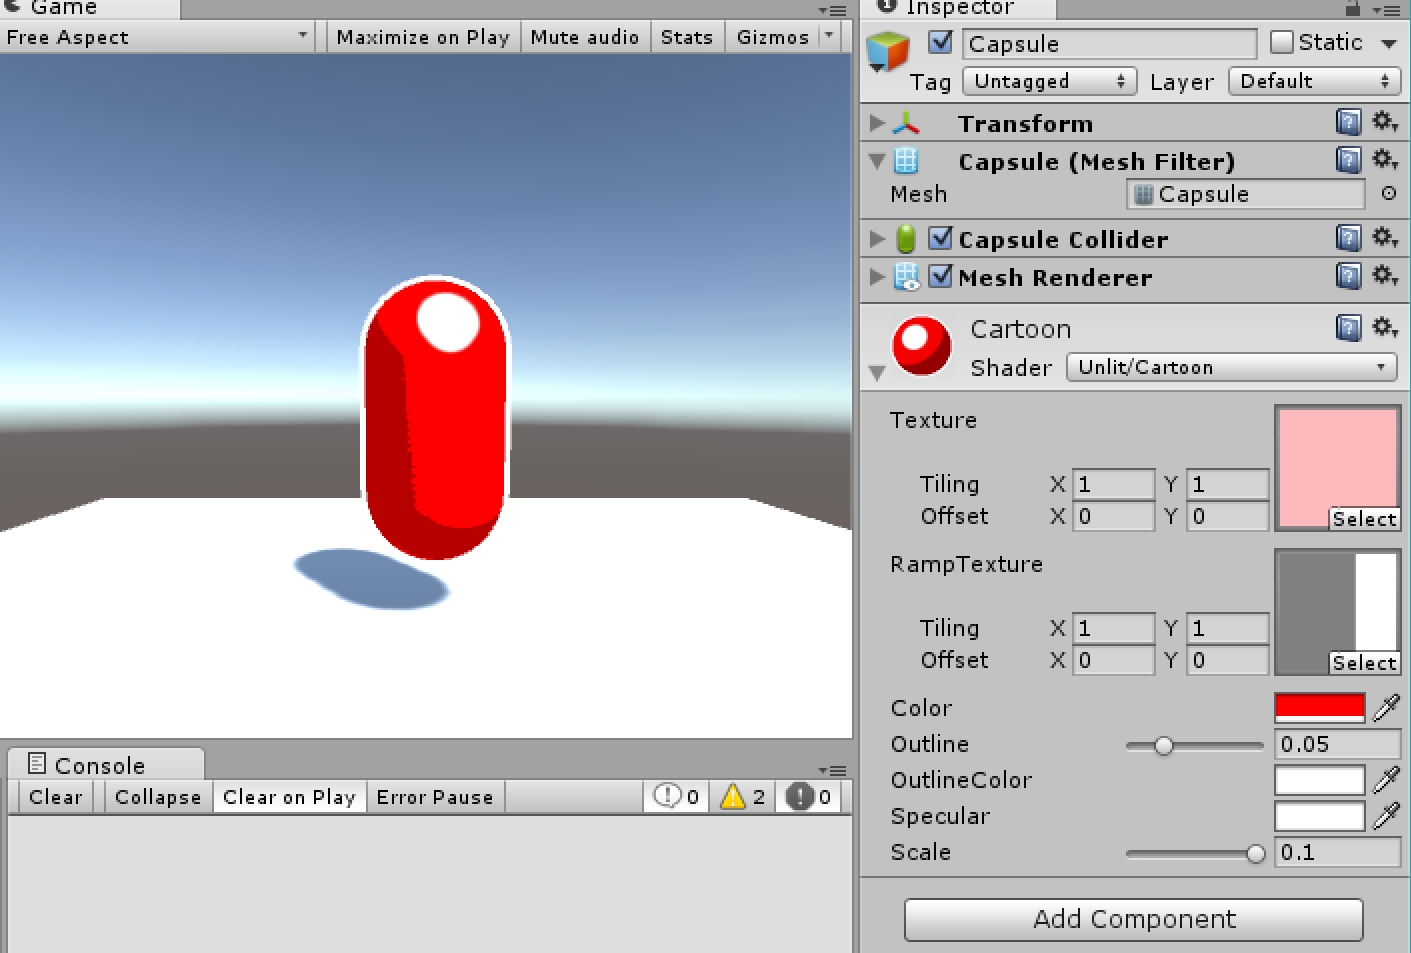 Game
Free Aspect
Maximize on Play
Mute audio
Stats
Gizmos
Inspector
Capsule
Static
Tag Untagged Layer Default
Transform
Capsule (Mesh Filter)
Mesh Capsule
Capsule Collider
Mesh Renderer
Cartoon
Shader Unlit/Cartoon
Texture
Tiling X 1 Y 1
Offset X 0 Y 0
Select
RampTexture
Tiling X 1 Y 1
Offset X 0 Y 0
Select
Color
Outline 0.05
OutlineColor
Specular
Scale 0.1
Add Component
Console
Clear
Collapse
Clear on Play
Error Pause
0
2
0